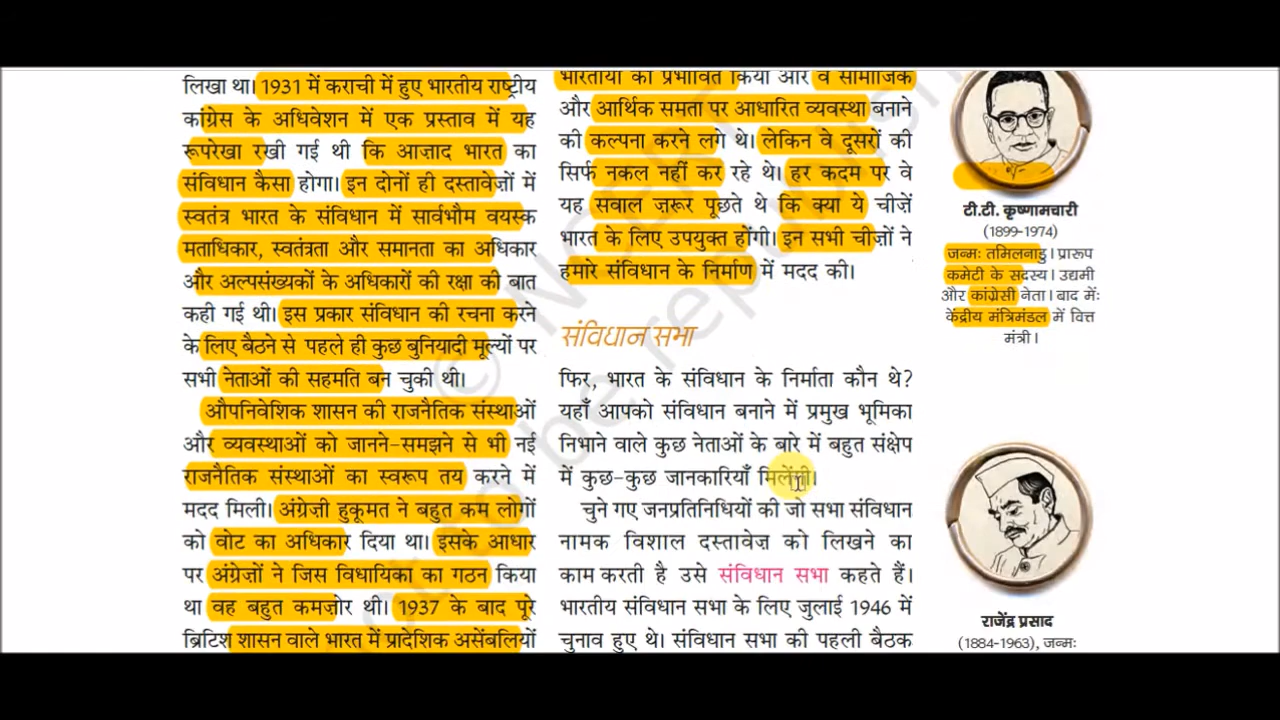 लिखा था। 1931 में कराची में हुए भारतीय राष्ट्रीय
कांग्रेस के अधिवेशन में एक प्रस्ताव में यह
रूपरेखा रखी गई थी कि आज़ाद भारत का
संविधान कैसा होगा। इन दोनों ही दस्तावेज़ों में
स्वतंत्र भारत के संविधान में सार्वभौम वयस्क
मताधिकार, स्वतंत्रता और समानता का अधिकार
और अल्पसंख्यकों के अधिकारों की रक्षा की बात
कही गई थी। इस प्रकार संविधान की रचना करने
के लिए बैठने से पहले ही कुछ बुनियादी मूल्यों पर
सभी नेताओं की सहमति बन चुकी थी।
औपनिवेशिक शासन की राजनैतिक संस्थाओं
और व्यवस्थाओं को जानने-समझने से भी नई
राजनैतिक संस्थाओं का स्वरूप तय करने में
मदद मिली। अंग्रेज़ी हुकूमत ने बहुत कम लोगों
को वोट का अधिकार दिया था। इसके आधार
पर अंग्रेज़ों ने जिस विधायिका का गठन किया
था वह बहुत कमज़ोर थी। 1937 के बाद पूरे
ब्रिटिश शासन वाले भारत में प्रादेशिक असेंबलियों
भारतीयों को प्रभावित किया और वे सामाजिक
और आर्थिक समता पर आधारित व्यवस्था बनाने
की कल्पना करने लगे थे। लेकिन वे दूसरों की
सिर्फ नकल नहीं कर रहे थे। हर कदम पर वे
यह सवाल ज़रूर पूछते थे कि क्या ये चीज़ें
भारत के लिए उपयुक्त होंगी। इन सभी चीज़ों ने
हमारे संविधान के निर्माण में मदद की।
संविधान सभा
फिर, भारत के संविधान के निर्माता कौन थे?
यहाँ आपको संविधान बनाने में प्रमुख भूमिका
निभाने वाले कुछ नेताओं के बारे में बहुत संक्षेप
में कुछ-कुछ जानकारियाँ मिलेंगी।
चुने गए जनप्रतिनिधियों की जो सभा संविधान
नामक विशाल दस्तावेज़ को लिखने का
काम करती है उसे संविधान सभा कहते हैं।
भारतीय संविधान सभा के लिए जुलाई 1946 में
चुनाव हुए थे। संविधान सभा की पहली बैठक
टी.टी. कृष्णामचारी
(1899-1974)
जन्मः तमिलनाडु। प्रारूप
कमेटी के सदस्य। उद्यमी
और कांग्रेसी नेता। बाद में:
केंद्रीय मंत्रिमंडल में वित्त
मंत्री।
राजेंद्र प्रसाद
(1884-1963), जन्मः